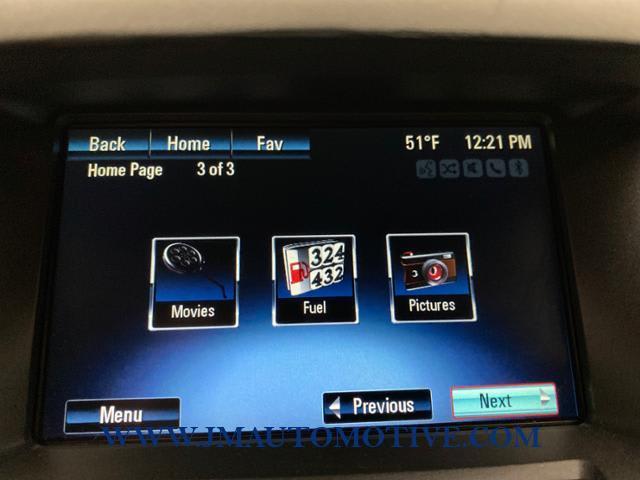 Back Home Fav 51°F 12:21 PM
Home Page 3 of 3
324
432
Movies Fuel Pictures
Menu Previous Next
WWW.JMAUTOMOTIVE.COM